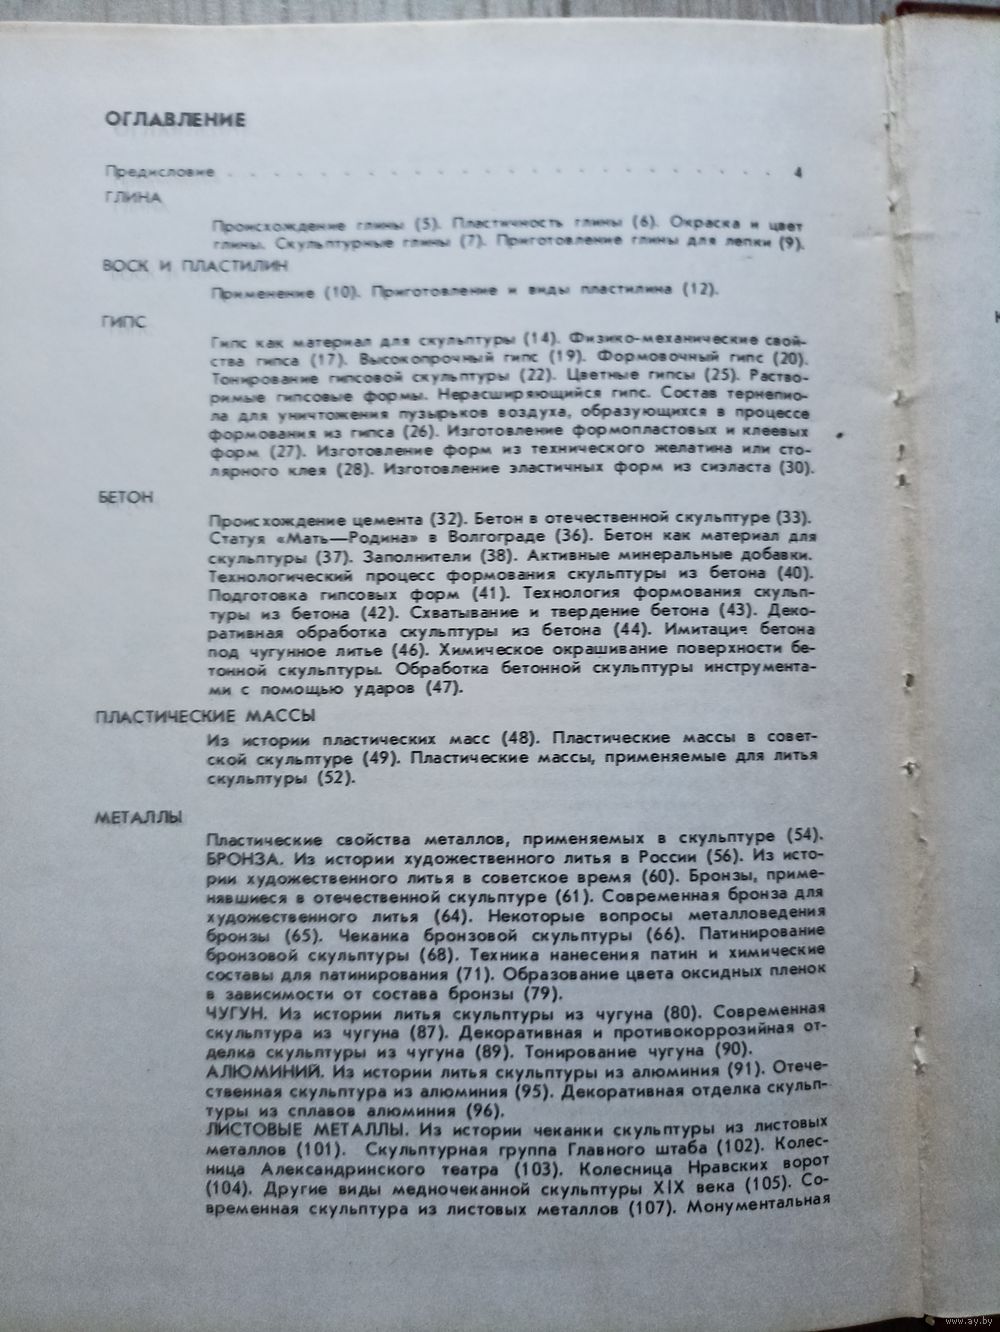 ОГЛАВЛЕНИЕ
Предисловие . . . . . . . . . . . . . . . . . . . 4
ГЛИНА
Происхождение глины (5). Пластичность глины (6). Окраска и цвет
глины. Скульптурные глины (7). Приготовление глины для лепки (9).
ВОСК И ПЛАСТИЛИН
Применение (10). Приготовление и виды пластилина (12).
ГИПС
Гипс как материал для скульптуры (14). Физико-механические свой-
ства гипса (17). Высокопрочный гипс (19). Формовочный гипс (20).
Тонирование гипсовой скульптуры (22). Цветные гипсы (25). Раство-
римые гипсовые формы. Нерасширяющийся гипс. Состав тернепио-
ла для уничтожения пузырьков воздуха, образующихся в процессе
формования из гипса (26). Изготовление формопластовых и клеевых
форм (27). Изготовление форм из технического желатина или сто-
лярного клея (28). Изготовление эластичных форм из сиэласта (30).
БЕТОН
Происхождение цемента (32). Бетон в отечественной скульптуре (33).
Статуя «Мать—Родина» в Волгограде (36). Бетон как материал для
скульптуры (37). Заполнители (38). Активные минеральные добавки.
Технологический процесс формования скульптуры из бетона (40).
Подготовка гипсовых форм (41). Технология формования скульп-
туры из бетона (42). Схватывание и твердение бетона (43). Деко-
ративная обработка скульптуры из бетона (44). Имитация бетона
под чугунное литье (46). Химическое окрашивание поверхности бе-
тонной скульптуры. Обработка бетонной скульптуры инструмента-
ми с помощью ударов (47).
ПЛАСТИЧЕСКИЕ МАССЫ
Из истории пластических масс (48). Пластические массы в совет-
ской скульптуре (49). Пластические массы, применяемые для литья
скульптуры (52).
МЕТАЛЛЫ
Пластические свойства металлов, применяемых в скульптуре (54).
БРОНЗА. Из истории художественного литья в России (56). Из исто-
рии художественного литья в советское время (60). Бронзы, приме-
нявшиеся в отечественной скульптуре (61). Современная бронза для
художественного литья (64). Некоторые вопросы металловедения
бронзы (65). Чеканка бронзовой скульптуры (66). Патинирование
бронзовой скульптуры (68). Техника нанесения патин и химические
составы для патинирования (71). Образование цвета оксидных пленок
в зависимости от состава бронзы (79).
ЧУГУН. Из истории литья скульптуры из чугуна (80). Современная
скульптура из чугуна (87). Декоративная и противокоррозийная от-
делка скульптуры из чугуна (89). Тонирование чугуна (90).
АЛЮМИНИЙ. Из истории литья скульптуры из алюминия (91). Отече-
ственная скульптура из алюминия (95). Декоративная отделка скульп-
туры из сплавов алюминия (96).
ЛИСТОВЫЕ МЕТАЛЛЫ. Из истории чеканки скульптуры из листовых
металлов (101). Скульптурная группа Главного штаба (102). Колес-
ница Александринского театра (103). Колесница Нравских ворот
(104). Другие виды медночеканной скульптуры XIX века (105). Со-
временная скульптура из листовых металлов (107). Монументальная
www.ay.by